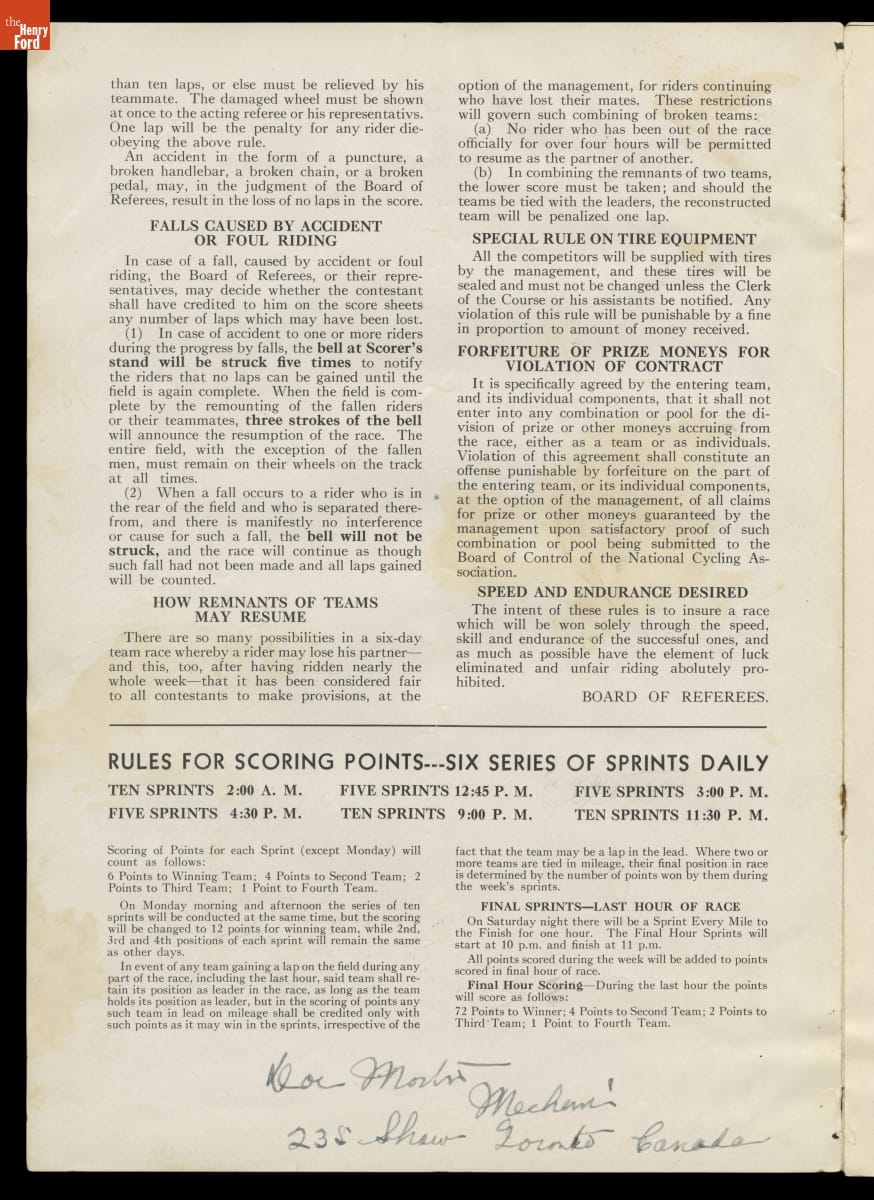 the
Henry
Ford
than ten laps, or else must be relieved by his
teammate. The damaged wheel must be shown
at once to the acting referee or his representativs.
One lap will be the penalty for any rider die-
obeying the above rule.
An accident in the form of a puncture, a
broken handlebar, a broken chain, or a broken
pedal, may, in the judgment of the Board of
Referees, result in the loss of no laps in the score.
FALLS CAUSED BY ACCIDENT
OR FOUL RIDING
In case of a fall, caused by accident or foul
riding, the Board of Referees, or their repre-
sentatives, may decide whether the contestant
shall have credited to him on the score sheets
any number of laps which may have been lost.
(1) In case of accident to one or more riders
during the progress by falls, the bell at Scorer's
stand will be struck five times to notify
the riders that no laps can be gained until the
field is again complete. When the field is com-
plete by the remounting of the fallen riders
or their teammates, three strokes of the bell
will announce the resumption of the race. The
entire field, with the exception of the fallen
men, must remain on their wheels on the track
at all times.
(2) When a fall occurs to a rider who is in
the rear of the field and who is separated there-
from, and there is manifestly no interference
or cause for such a fall, the bell will not be
struck, and the race will continue as though
such fall had not been made and all laps gained
will be counted.
HOW REMNANTS OF TEAMS
MAY RESUME
There are so many possibilities in a six-day
team race whereby a rider may lose his partner—
and this, too, after having ridden nearly the
whole week—that it has been considered fair
to all contestants to make provisions, at the
option of the management, for riders continuing
who have lost their mates. These restrictions
will govern such combining of broken teams:
(a) No rider who has been out of the race
officially for over four hours will be permitted
to resume as the partner of another.
(b) In combining the remnants of two teams,
the lower score must be taken; and should the
teams be tied with the leaders, the reconstructed
team will be penalized one lap.
SPECIAL RULE ON TIRE EQUIPMENT
All the competitors will be supplied with tires
by the management, and these tires will be
sealed and must not be changed unless the Clerk
of the Course or his assistants be notified. Any
violation of this rule will be punishable by a fine
in proportion to amount of money received.
FORFEITURE OF PRIZE MONEYS FOR
VIOLATION OF CONTRACT
It is specifically agreed by the entering team,
and its individual components, that it shall not
enter into any combination or pool for the di-
vision of prize or other moneys accruing from
the race, either as a team or as individuals.
Violation of this agreement shall constitute an
offense punishable by forfeiture on the part of
the entering team, or its individual components,
at the option of the management, of all claims
for prize or other moneys guaranteed by the
management upon satisfactory proof of such
combination or pool being submitted to the
Board of Control of the National Cycling As-
sociation.
SPEED AND ENDURANCE DESIRED
The intent of these rules is to insure a race
which will be won solely through the speed,
skill and endurance of the successful ones, and
as much as possible have the element of luck
eliminated and unfair riding abolutely pro-
hibited.
BOARD OF REFEREES.
RULES FOR SCORING POINTS---SIX SERIES OF SPRINTS DAILY
TEN SPRINTS 2:00 A. M. FIVE SPRINTS 12:45 P. M. FIVE SPRINTS 3:00 P. M.
FIVE SPRINTS 4:30 P. M. TEN SPRINTS 9:00 P. M. TEN SPRINTS 11:30 P. M.
Scoring of Points for each Sprint (except Monday) will
count as follows:
6 Points to Winning Team; 4 Points to Second Team; 2
Points to Third Team; 1 Point to Fourth Team.
On Monday morning and afternoon the series of ten
sprints will be conducted at the same time, but the scoring
will be changed to 12 points for winning team, while 2nd,
3rd and 4th positions of each sprint will remain the same
as other days.
In event of any team gaining a lap on the field during any
part of the race, including the last hour, said team shall re-
tain its position as leader in the race, as long as the team
holds its position as leader, but in the scoring of points any
such team in lead on mileage shall be credited only with
such points as it may win in the sprints, irrespective of the
fact that the team may be a lap in the lead. Where two or
more teams are tied in mileage, their final position in race
is determined by the number of points won by them during
the week's sprints.
FINAL SPRINTS—LAST HOUR OF RACE
On Saturday night there will be a Sprint Every Mile to
the Finish for one hour. The Final Hour Sprints will
start at 10 p.m. and finish at 11 p.m.
All points scored during the week will be added to points
scored in final hour of race.
Final Hour Scoring—During the last hour the points
will score as follows:
72 Points to Winner; 4 Points to Second Team; 2 Points to
Third Team; 1 Point to Fourth Team.
Doc
235 Shaw Toronto Canada